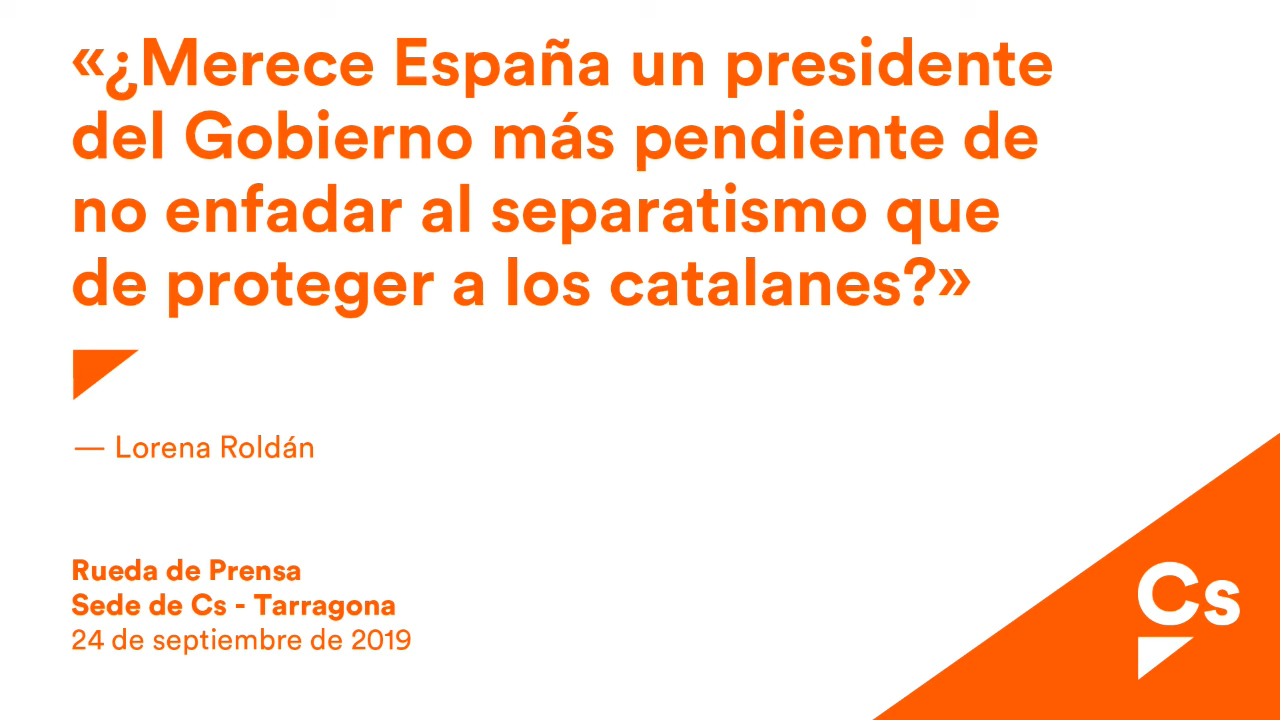 «¿Merece España un presidente
del Gobierno más pendiente de
no enfadar al separatismo que
de proteger a los catalanes?»
— Lorena Roldán
Rueda de Prensa
Sede de Cs - Tarragona
24 de septiembre de 2019
Cs